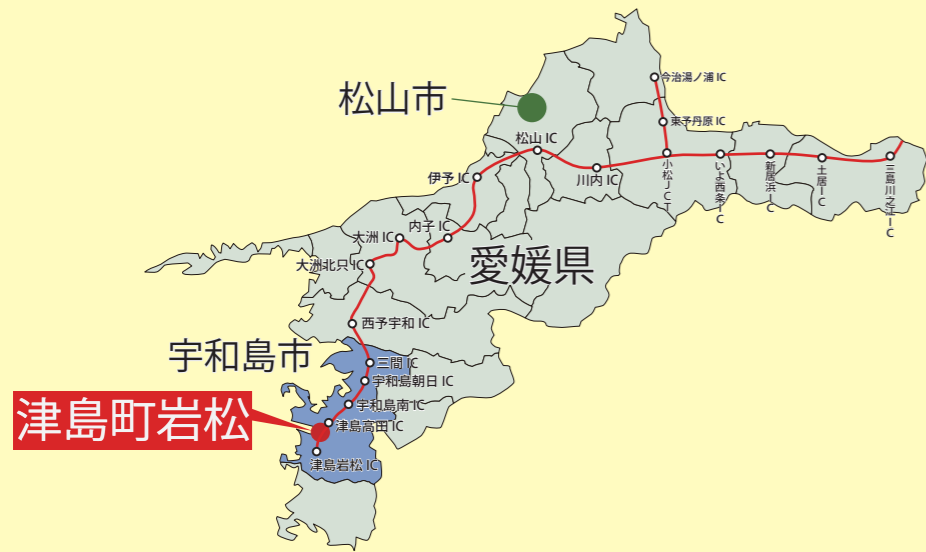 今治湯ノ浦 IC
松山市
東予丹原 IC
松山 IC
伊予 IC
川内 IC
小松JCT
いよ西条IC
新居浜IC
土居IC
三島川之江IC
内子 IC
大洲 IC
大洲北只 IC
愛媛県
西予宇和 IC
宇和島市
三間 IC
宇和島朝日 IC
宇和島南 IC
津島町岩松
津島高田 IC
津島岩松 IC